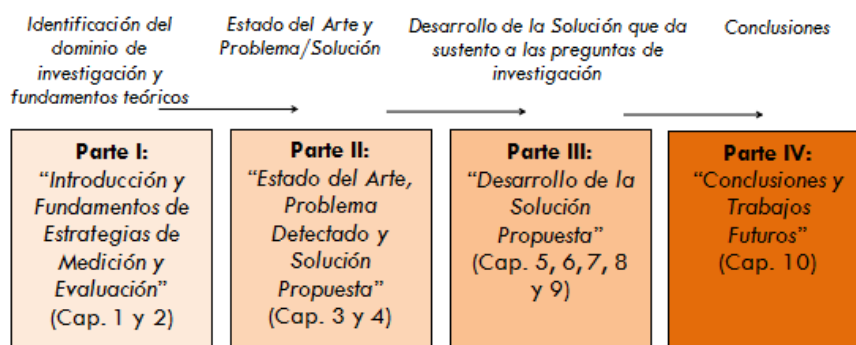 Identificación del
dominio de
investigación y
fundamentos teóricos
Estado del Arte y
Problema/Solución
Desarrollo de la Solución que da
sustento a las preguntas de
investigación
Conclusiones
Parte I:
“Introducción y
Fundamentos de
Estrategias de
Medición y
Evaluación”
(Cap. 1 y 2)
Parte II:
“Estado del Arte,
Problema
Detectado y
Solución
Propuesta”
(Cap. 3 y 4)
Parte III:
“Desarrollo de la
Solución
Propuesta”
(Cap. 5, 6, 7, 8
y 9)
Parte IV:
“Conclusiones y
Trabajos
Futuros”
(Cap. 10)